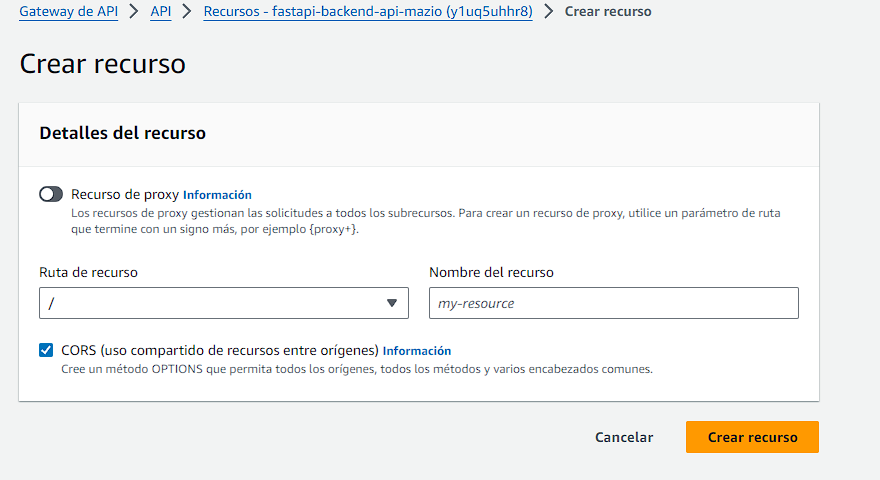 Gateway de API > API > Recursos - fastapi-backend-api-mazio (y1uq5uhhr8) > Crear recurso
Crear recurso
Detalles del recurso
Recurso de proxy Información
Los recursos de proxy gestionan las solicitudes a todos los subrecursos. Para crear un recurso de proxy, utilice un parámetro de ruta
que termine con un signo más, por ejemplo {proxy+}.
Ruta de recurso
/
Nombre del recurso
my-resource
CORS (uso compartido de recursos entre orígenes) Información
Cree un método OPTIONS que permita todos los orígenes, todos los métodos y varios encabezados comunes.
Cancelar
Crear recurso